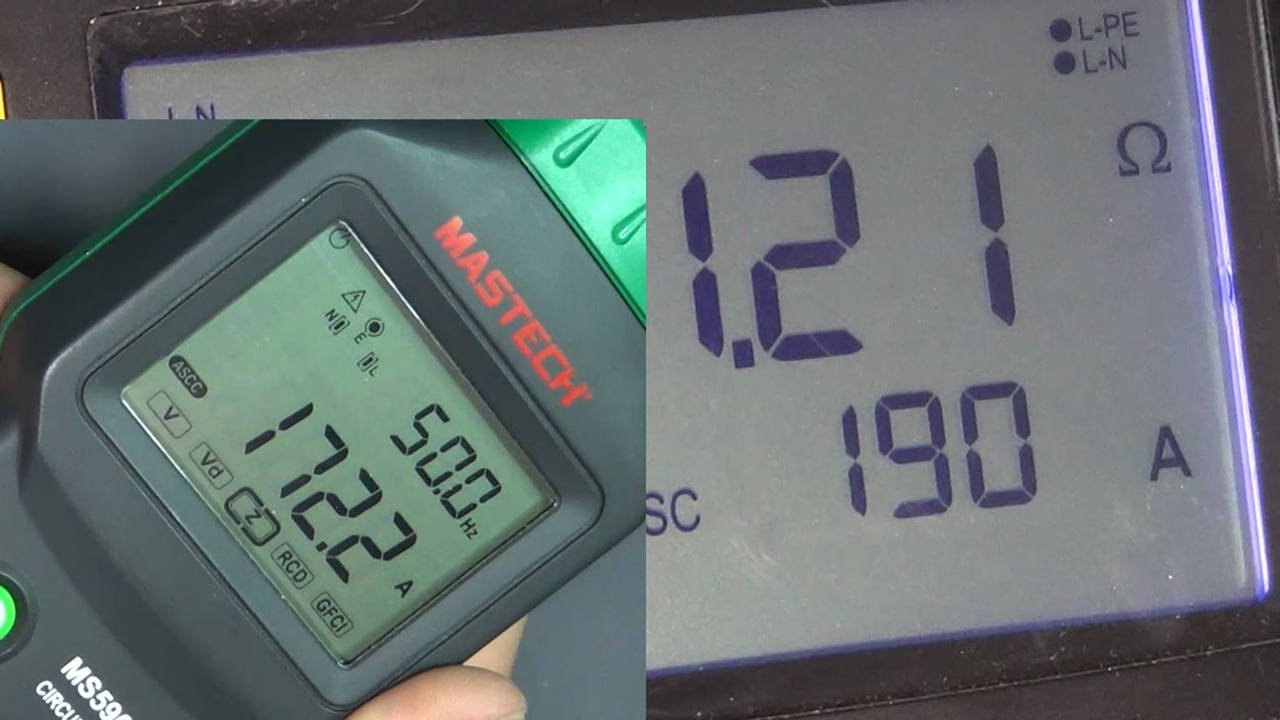 L-PE
L-N
L-N
Ω
1.21
190
A
SC
MASTECH
N
E
L
ASCC
V
50.0
Hz
Vd
172.2
A
Z
RCD
GFCI